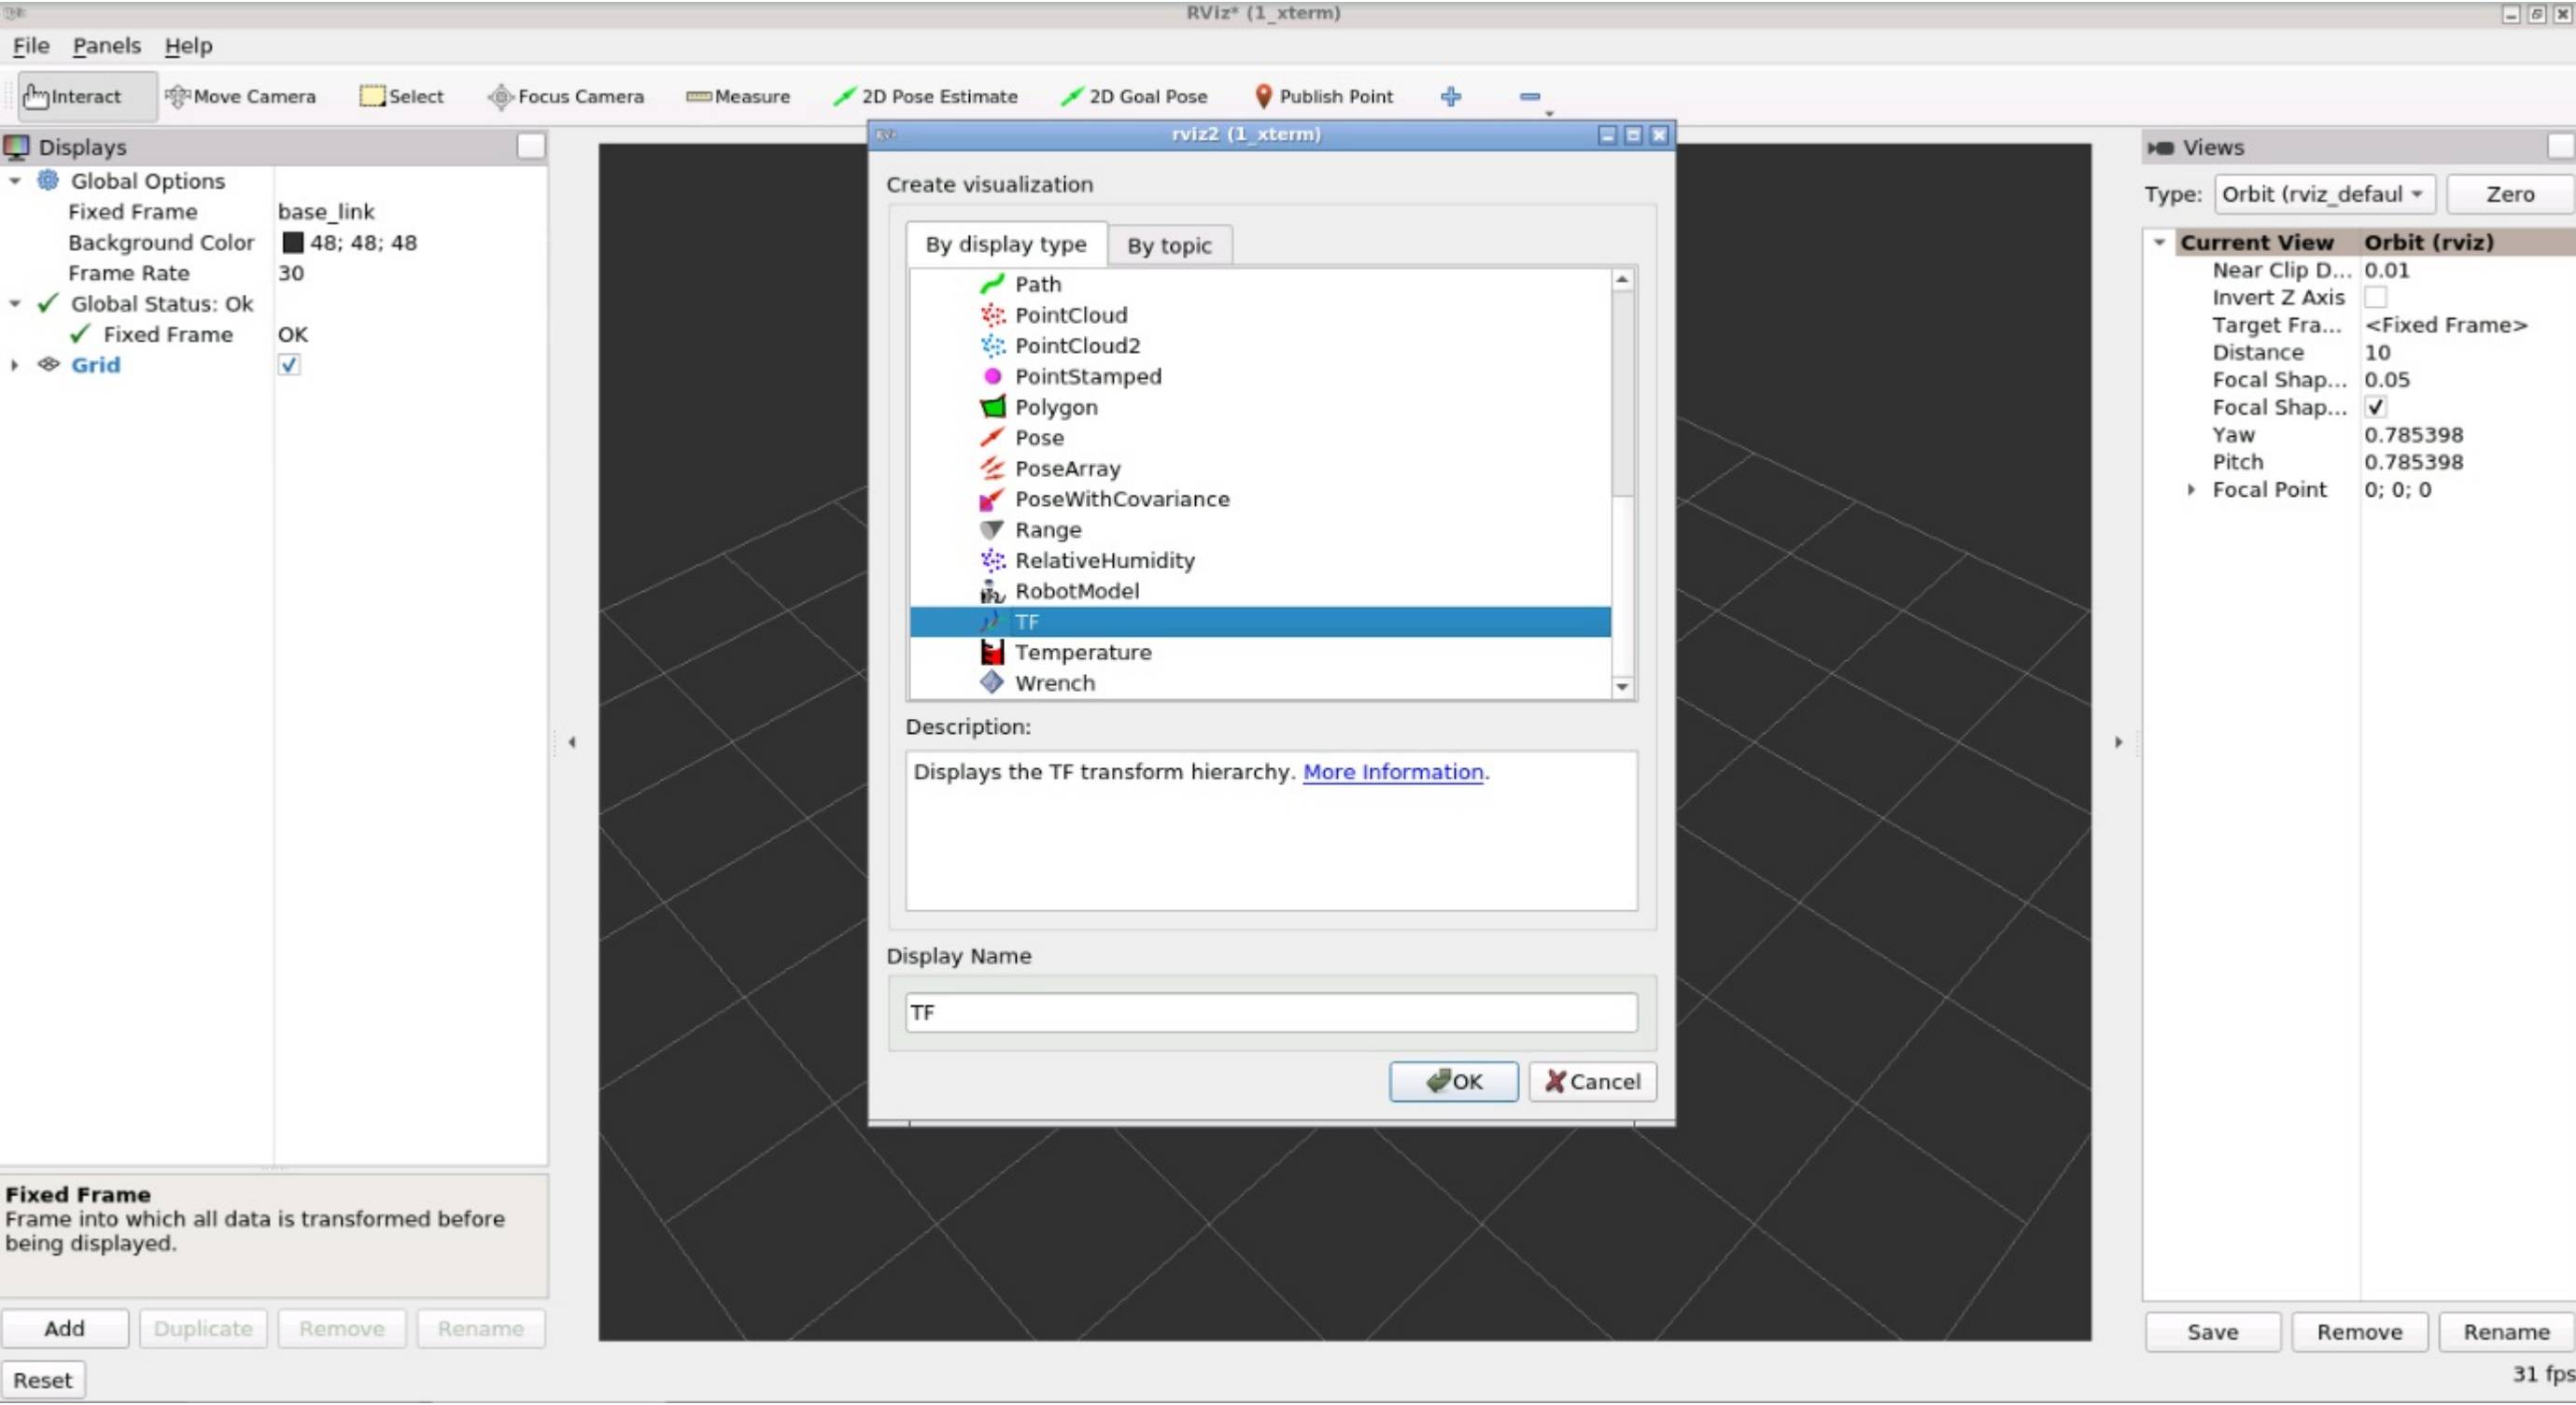 RViz* (1_xterm)
File Panels Help
Interact Move Camera Select Focus Camera Measure 2D Pose Estimate 2D Goal Pose Publish Point
Displays
Global Options
Fixed Frame base_link
Background Color 48; 48; 48
Frame Rate 30
Global Status: Ok
Fixed Frame OK
Grid
Fixed Frame
Frame into which all data is transformed before
being displayed.
Add Duplicate Remove Rename
Reset
rviz2 (1_xterm)
Create visualization
By display type By topic
Path
PointCloud
PointCloud2
PointStamped
Polygon
Pose
PoseArray
PoseWithCovariance
Range
RelativeHumidity
RobotModel
TF
Temperature
Wrench
Description:
Displays the TF transform hierarchy. More Information.
Display Name
TF
OK Cancel
Views
Type: Orbit (rviz_defaul Zero
Current View Orbit (rviz)
Near Clip D... 0.01
Invert Z Axis
Target Fra... <Fixed Frame>
Distance 10
Focal Shap... 0.05
Focal Shap...
Yaw 0.785398
Pitch 0.785398
Focal Point 0; 0; 0
Save Remove Rename
31 fps